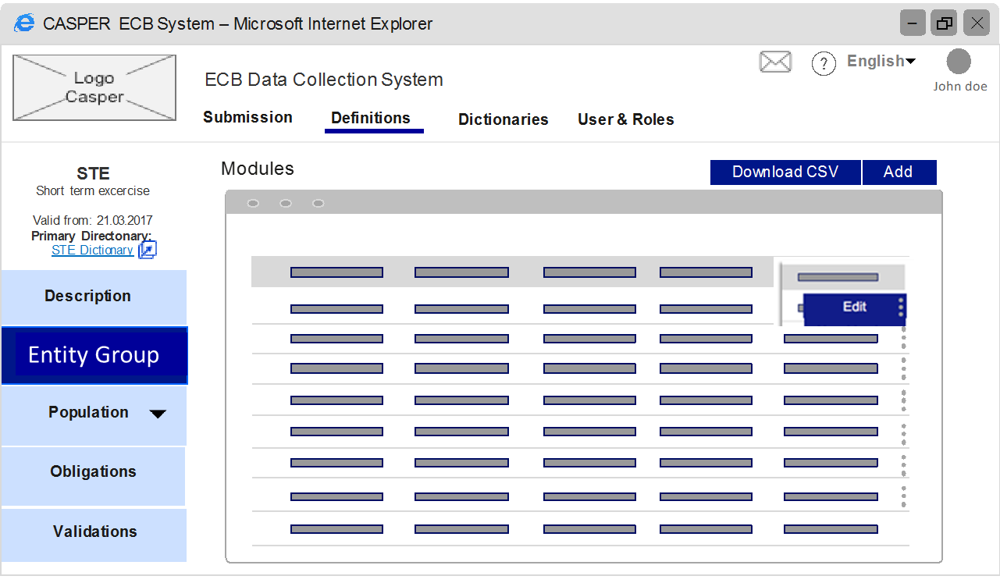 CASPER ECB System – Microsoft Internet Explorer
Logo
Casper
ECB Data Collection System
?
English
John doe
Submission
Definitions
Dictionaries
User & Roles
STE
Short term excercise
Valid from: 21.03.2017
Primary Directonary:
STE Dictionary
Modules
Download CSV
Add
Edit
Description
Entity Group
Population
Obligations
Validations